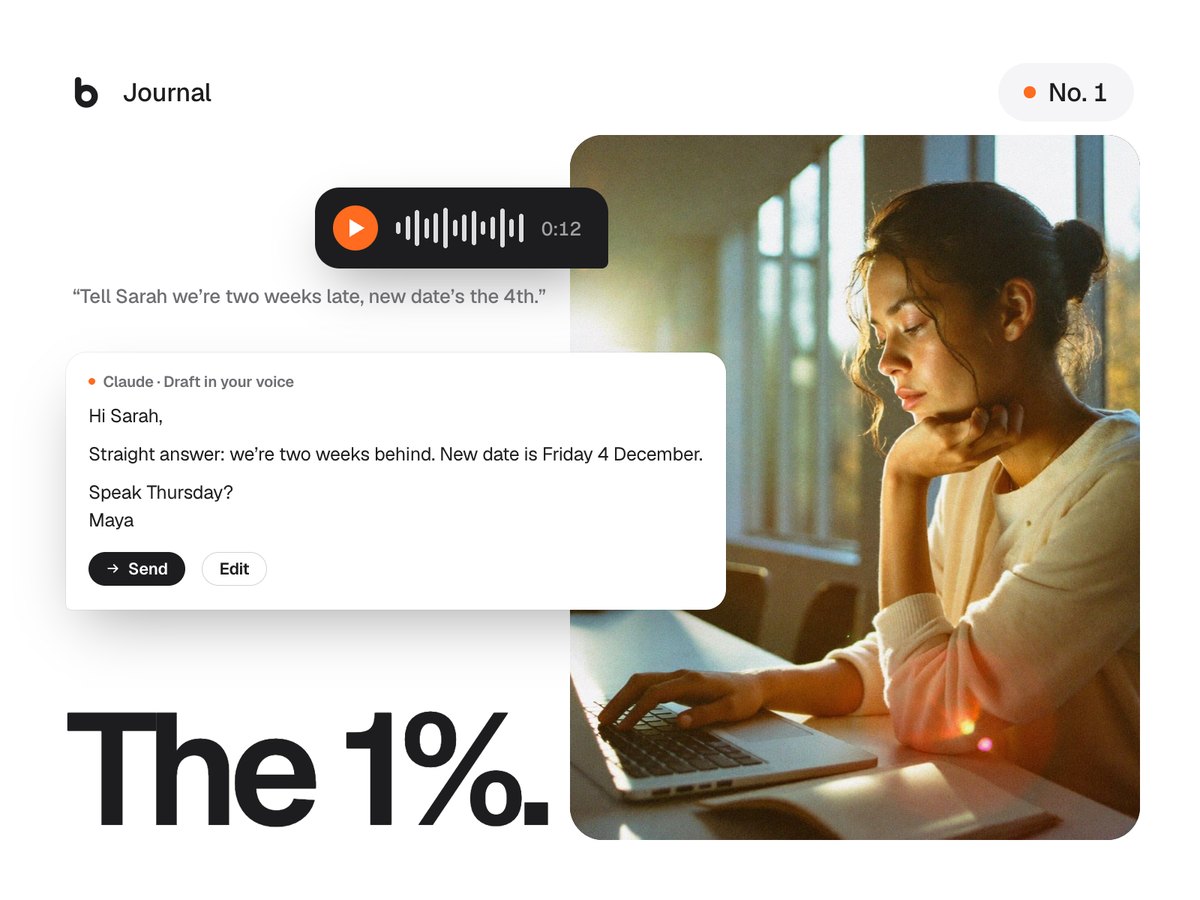 b Journal
No. 1
0:12
“Tell Sarah we’re two weeks late, new date’s the 4th.”
Claude · Draft in your voice
Hi Sarah,
Straight answer: we’re two weeks behind. New date is Friday 4 December.
Speak Thursday?
Maya
→ Send Edit
The 1%.